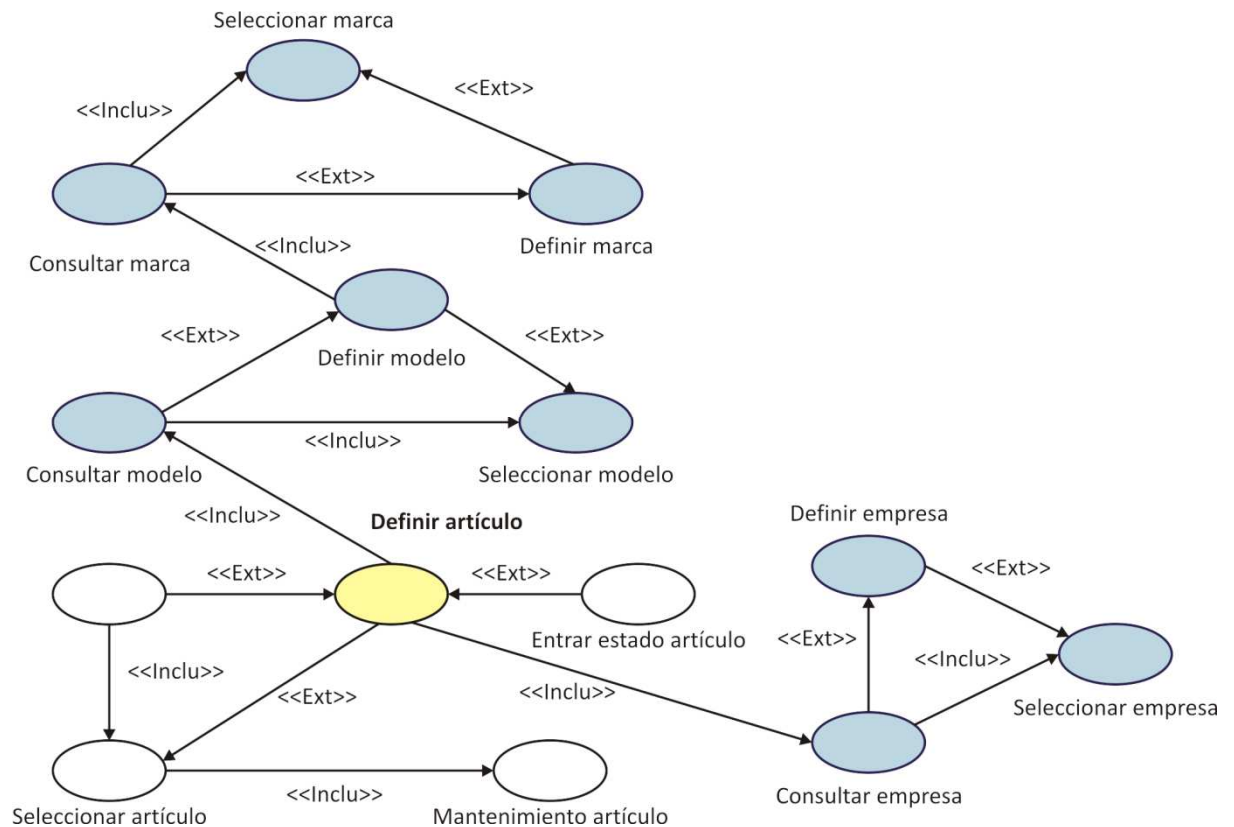 Seleccionar marca
<<Inclu>>
<<Ext>>
<<Ext>>
Consultar marca
Definir marca
<<Inclu>>
<<Ext>>
Definir modelo
<<Ext>>
<<Inclu>>
Consultar modelo
Seleccionar modelo
<<Inclu>>
Definir artículo
Definir empresa
<<Ext>>
<<Ext>>
<<Ext>>
Entrar estado artículo
<<Ext>>
<<Inclu>>
<<Inclu>>
<<Ext>>
<<Inclu>>
Seleccionar empresa
<<Inclu>>
Consultar empresa
Seleccionar artículo
Mantenimiento artículo